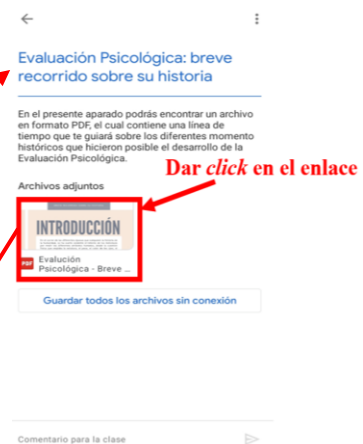 Evaluación Psicológica: breve
recorrido sobre su historia
En el presente aparado podrás encontrar un archivo
en formato PDF, el cual contiene una línea de
tiempo que te guiará sobre los diferentes momento
históricos que hicieron posible el desarrollo de la
Evaluación Psicológica.
Dar click en el enlace
Archivos adjuntos
INTRODUCCIÓN
PDF Evalución
Psicológica - Breve ...
Guardar todos los archivos sin conexión
Comentario para la clase